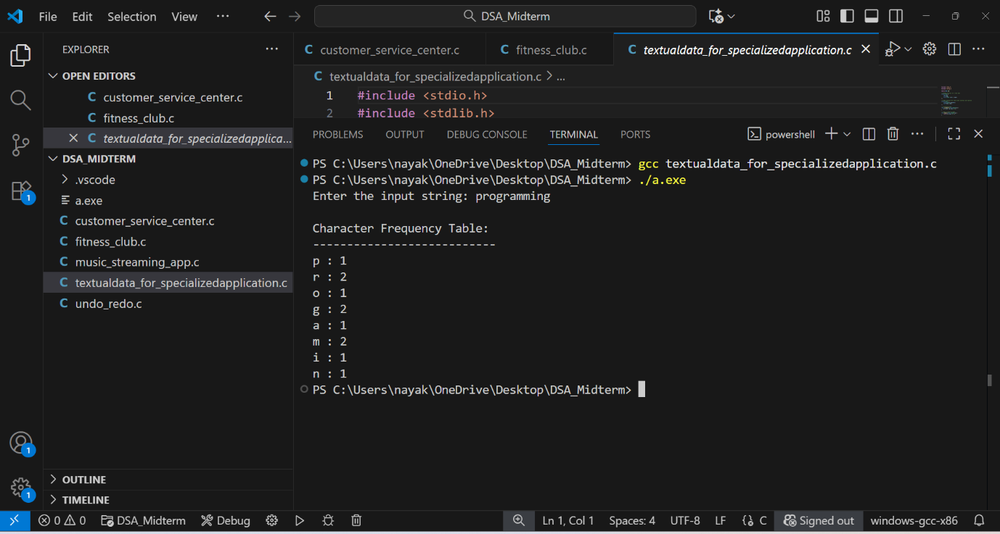 File Edit Selection View ···
DSA_Midterm
EXPLORER ···
OPEN EDITORS
C customer_service_center.c
C fitness_club.c
C textualdata_for_specializedapplica...
DSA_MIDTERM
.vscode
a.exe
C customer_service_center.c
C fitness_club.c
C music_streaming_app.c
C textualdata_for_specializedapplication.c
C undo_redo.c
OUTLINE
TIMELINE
C customer_service_center.c
C fitness_club.c
C textualdata_for_specializedapplication.c
C textualdata_for_specializedapplication.c > ...
1 #include <stdio.h>
2 #include <stdlib.h>
PROBLEMS OUTPUT DEBUG CONSOLE TERMINAL PORTS
powershell
PS C:\Users\nayak\OneDrive\Desktop\DSA_Midterm> gcc textualdata_for_specializedapplication.c
PS C:\Users\nayak\OneDrive\Desktop\DSA_Midterm> ./a.exe
Enter the input string: programming
Character Frequency Table:
---------------------------
p : 1
r : 2
o : 1
g : 2
a : 1
m : 2
i : 1
n : 1
PS C:\Users\nayak\OneDrive\Desktop\DSA_Midterm>
1
1
1
0 0 DSA_Midterm Debug
Ln 1, Col 1 Spaces: 4 UTF-8 LF {} C Signed out windows-gcc-x86